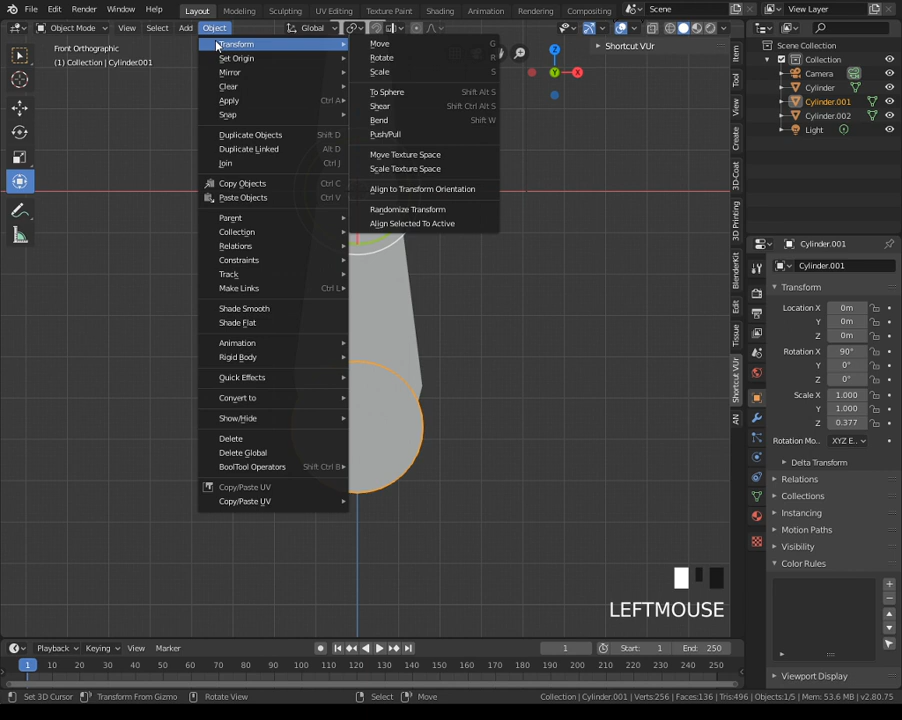 File Edit Render Window Help Layout Modeling Sculpting UV Editing Texture Paint Shading Animation Rendering Compositing Scene View Layer
Object Mode View Select Add Object Global
Front Orthographic
(1) Collection | Cylinder.001
Z
Y
X
Shortcut VUr
Transform
Set Origin
Mirror
Clear
Apply Ctrl A
Snap
Duplicate Objects Shift D
Duplicate Linked Alt D
Join Ctrl J
Copy Objects Ctrl C
Paste Objects Ctrl V
Parent
Collection
Relations
Constraints
Track
Make Links Ctrl L
Shade Smooth
Shade Flat
Animation
Rigid Body
Quick Effects
Convert to
Show/Hide
Delete
Delete Global
BoolTool Operators Shift Ctrl B
Copy/Paste UV
Copy/Paste UV
Move G
Rotate R
Scale S
To Sphere Shift Alt S
Shear Shift Ctrl Alt S
Bend Shift W
Push/Pull
Move Texture Space
Scale Texture Space
Align to Transform Orientation
Randomize Transform
Align Selected To Active
Item
Tool
View
Create
3D-Coat
3D Printing
BlenderKit
Edit
Tissue
Shortcut VUr
AN
Scene Collection
Collection
Camera
Cylinder
Cylinder.001
Cylinder.002
Light
Cylinder.001
Cylinder.001
Transform
Location X 0m
Y 0m
Z 0m
Rotation X 90°
Y 0°
Z 0°
Scale X 1.000
Y 1.000
Z 0.377
Rotation Mo.. XYZ E..
Delta Transform
Relations
Collections
Instancing
Motion Paths
Visibility
Color Rules
Viewport Display
LEFTMOUSE
Playback Keying View Marker 1 Start: 1 End: 250
1 10 20 30 40 50 60 70 80 90 100 110 120 130 140 150 160 170 180 190 200 210 220 230 240 250
Set 3D Cursor Transform From Gizmo Rotate View Select Move Collection | Cylinder.001 | Verts:256 | Faces:136 | Tris:496 | Objects:1/5 | Mem: 53.6 MB | v2.80.75